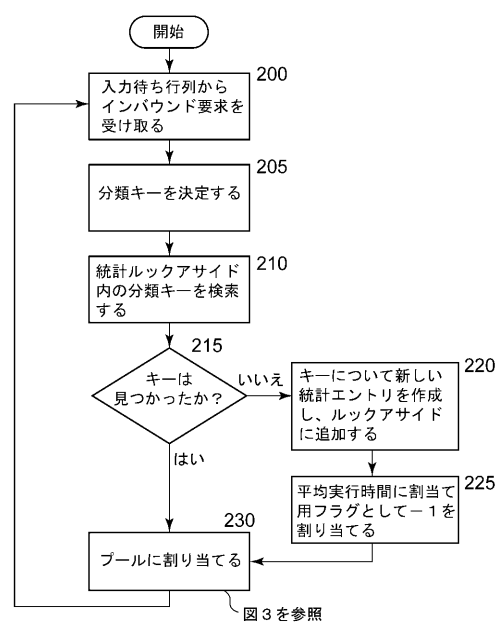 開始
200
入力待ち行列から
インバウンド要求を
受け取る
205
分類キーを決定する
210
統計ルックアサイド
内の分類キーを検索
する
215
キーは
見つかったか？
いいえ
はい
220
キーについて新しい
統計エントリを作成
し、ルックアサイド
に追加する
225
平均実行時間に割当て
用フラグとして－１を
割り当てる
230
プールに割り当てる
図３を参照